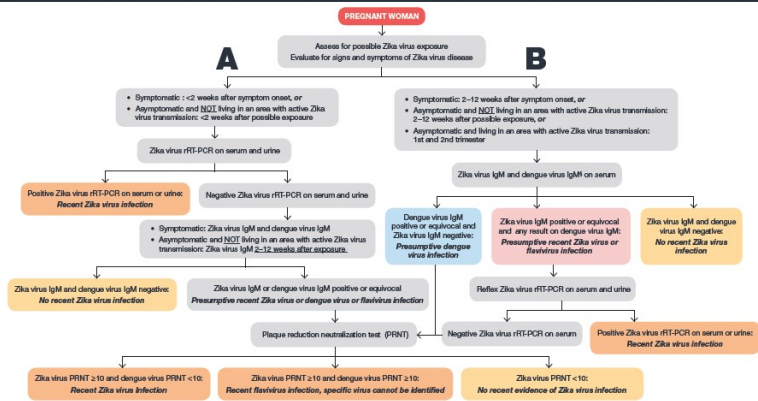 PREGNANT WOMAN
Assess for possible Zika virus exposure
Evaluate for signs and symptoms of Zika virus disease
A
B
• Symptomatic : <2 weeks after symptom onset, or
• Asymptomatic and NOT living in an area with active Zika
virus transmission: <2 weeks after possible exposure
• Symptomatic: 2–12 weeks after symptom onset, or
• Asymptomatic and NOT living in an area with active Zika virus transmission:
2–12 weeks after possible exposure, or
• Asymptomatic and living in an area with active Zika virus transmission:
1st and 2nd trimester
Zika virus rRT-PCR on serum and urine
Zika virus IgM and dengue virus IgM§ on serum
Positive Zika virus rRT-PCR on serum or urine:
Recent Zika virus infection
Negative Zika virus rRT-PCR on serum and urine
Dengue virus IgM
positive or equivocal and
Zika virus IgM negative:
Presumptive dengue
virus infection
Zika virus IgM positive or equivocal
and any result on dengue virus IgM:
Presumptive recent Zika virus or
flavivirus infection
Zika virus IgM and dengue
virus IgM negative:
No recent Zika virus
infection
• Symptomatic: Zika virus IgM and dengue virus IgM
• Asymptomatic and NOT living in an area with active Zika virus
transmission: Zika virus IgM 2–12 weeks after exposure
Zika virus IgM and dengue virus IgM negative:
No recent Zika virus infection
Zika virus IgM or dengue virus IgM positive or equivocal
Presumptive recent Zika virus or dengue virus or flavivirus infection
Reflex Zika virus rRT-PCR on serum and urine
Plaque reduction neutralization test (PRNT)
Negative Zika virus rRT-PCR on serum
Positive Zika virus rRT-PCR on serum or urine:
Recent Zika virus infection
Zika virus PRNT ≥10 and dengue virus PRNT <10:
Recent Zika virus Infection
Zika virus PRNT ≥10 and dengue virus PRNT ≥10:
Recent flavivirus infection, specific virus cannot be identified
Zika virus PRNT <10:
No recent evidence of Zika virus infection